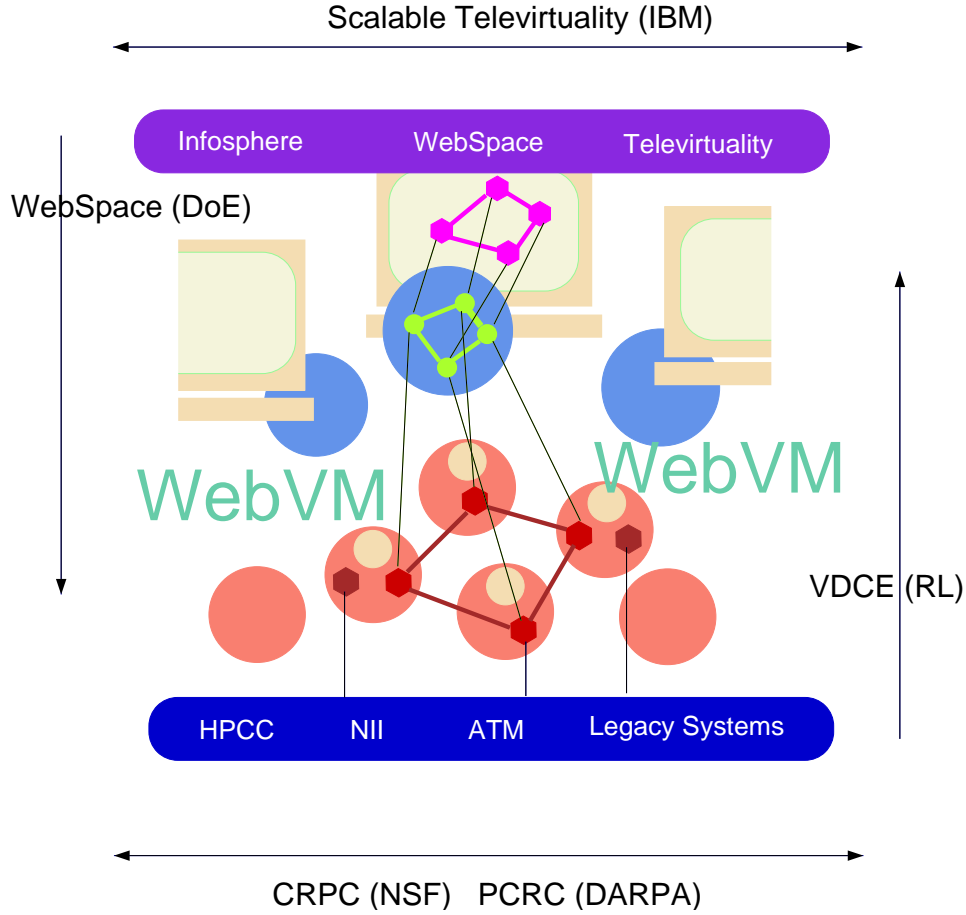 Scalable Televirtuality (IBM)
Infosphere WebSpace Televirtuality
WebSpace (DoE)
WebVM WebVM
VDCE (RL)
HPCC NII ATM Legacy Systems
CRPC (NSF) PCRC (DARPA)